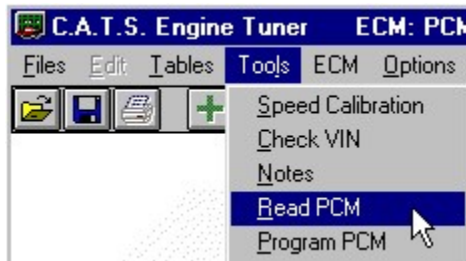 C.A.T.S. Engine Tuner ECM: PCM
Files Edit Tables Tools ECM Options
Speed Calibration
Check VIN
Notes
Read PCM
Program PCM